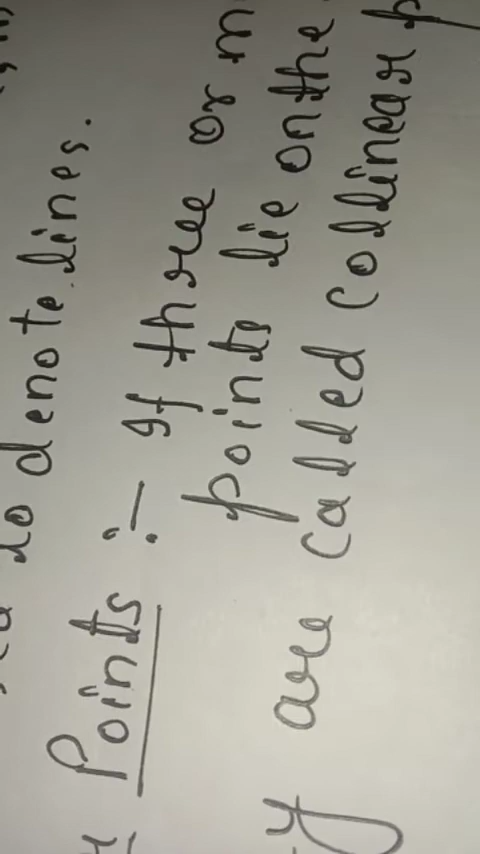 to denote lines.
Points :- If three or m
points lie on the
y are called collinear p